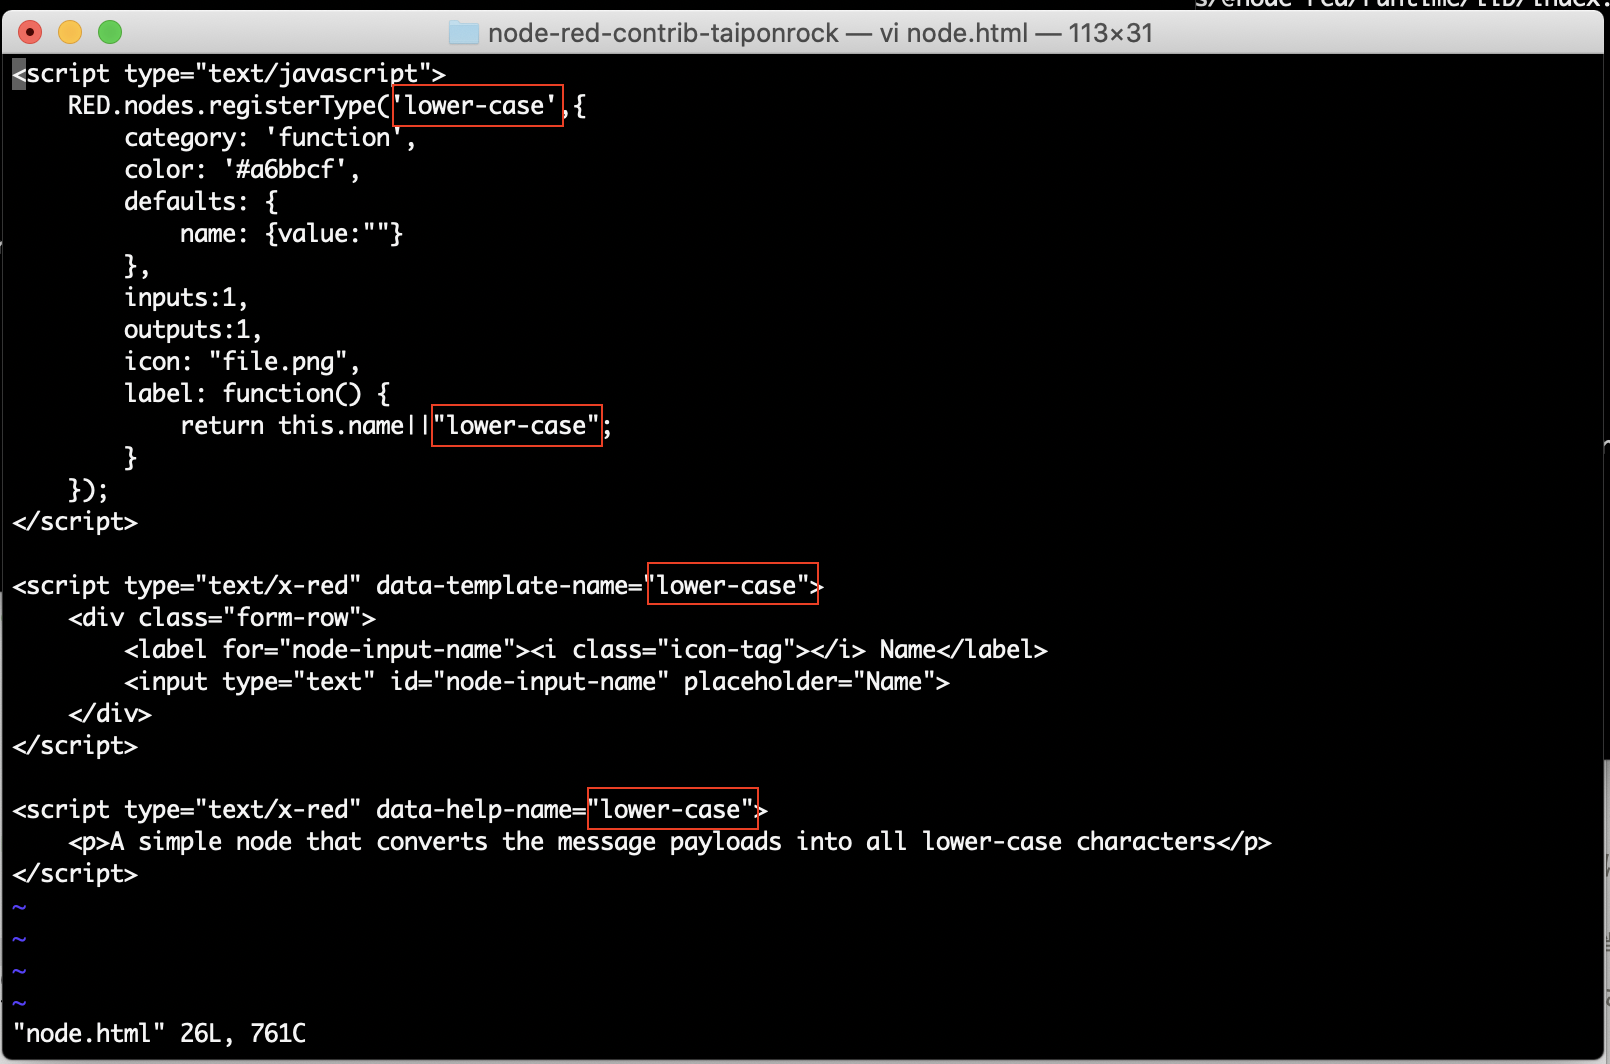 s/@node-red/runtime/lib/index.
node-red-contrib-taiponrock — vi node.html — 113×31
<script type="text/javascript">
    RED.nodes.registerType('lower-case',{
        category: 'function',
        color: '#a6bbcf',
        defaults: {
            name: {value:""}
        },
        inputs:1,
        outputs:1,
        icon: "file.png",
        label: function() {
            return this.name||"lower-case";
        }
    });
</script>

<script type="text/x-red" data-template-name="lower-case">
    <div class="form-row">
        <label for="node-input-name"><i class="icon-tag"></i> Name</label>
        <input type="text" id="node-input-name" placeholder="Name">
    </div>
</script>

<script type="text/x-red" data-help-name="lower-case">
    <p>A simple node that converts the message payloads into all lower-case characters</p>
</script>
~
~
~
~
"node.html" 26L, 761C